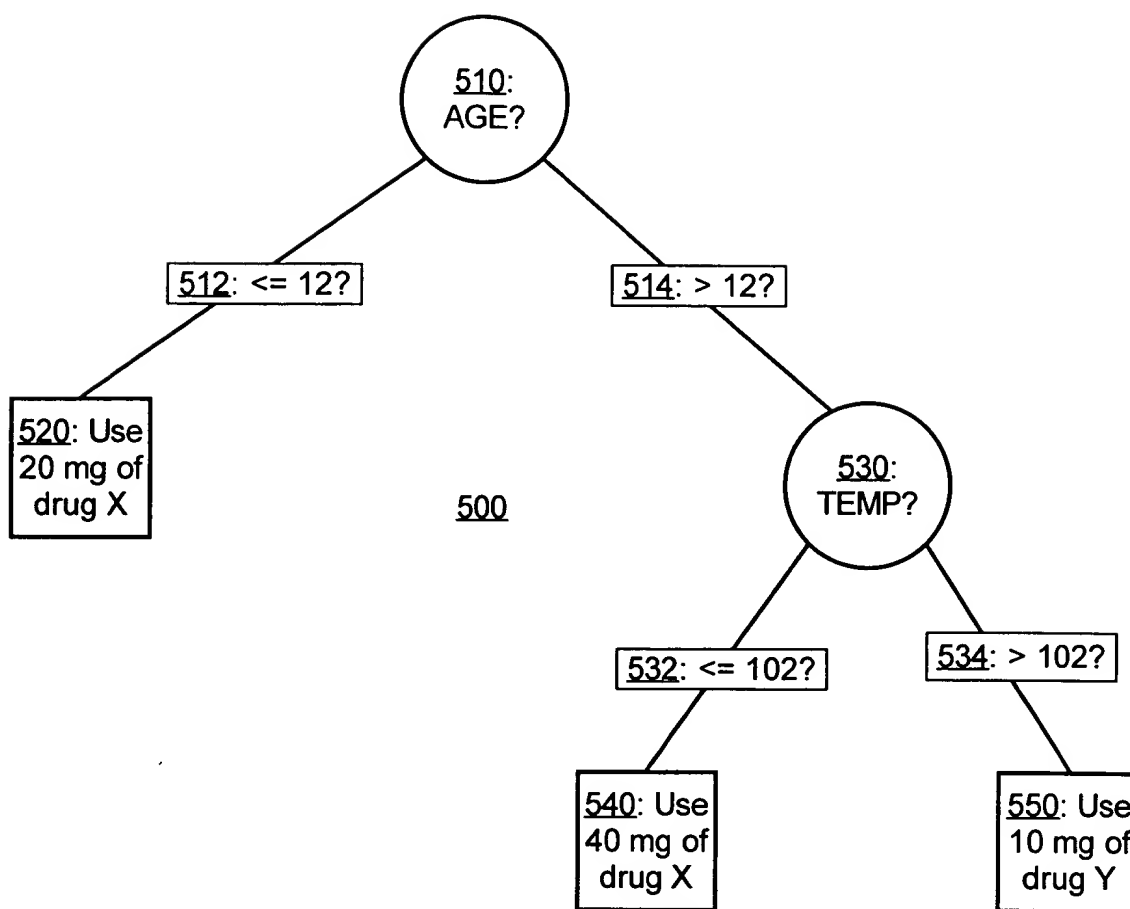 510:
AGE?
512: <= 12?
514: > 12?
520: Use
20 mg of
drug X
530:
TEMP?
500
532: <= 102?
534: > 102?
540: Use
40 mg of
drug X
550: Use
10 mg of
drug Y